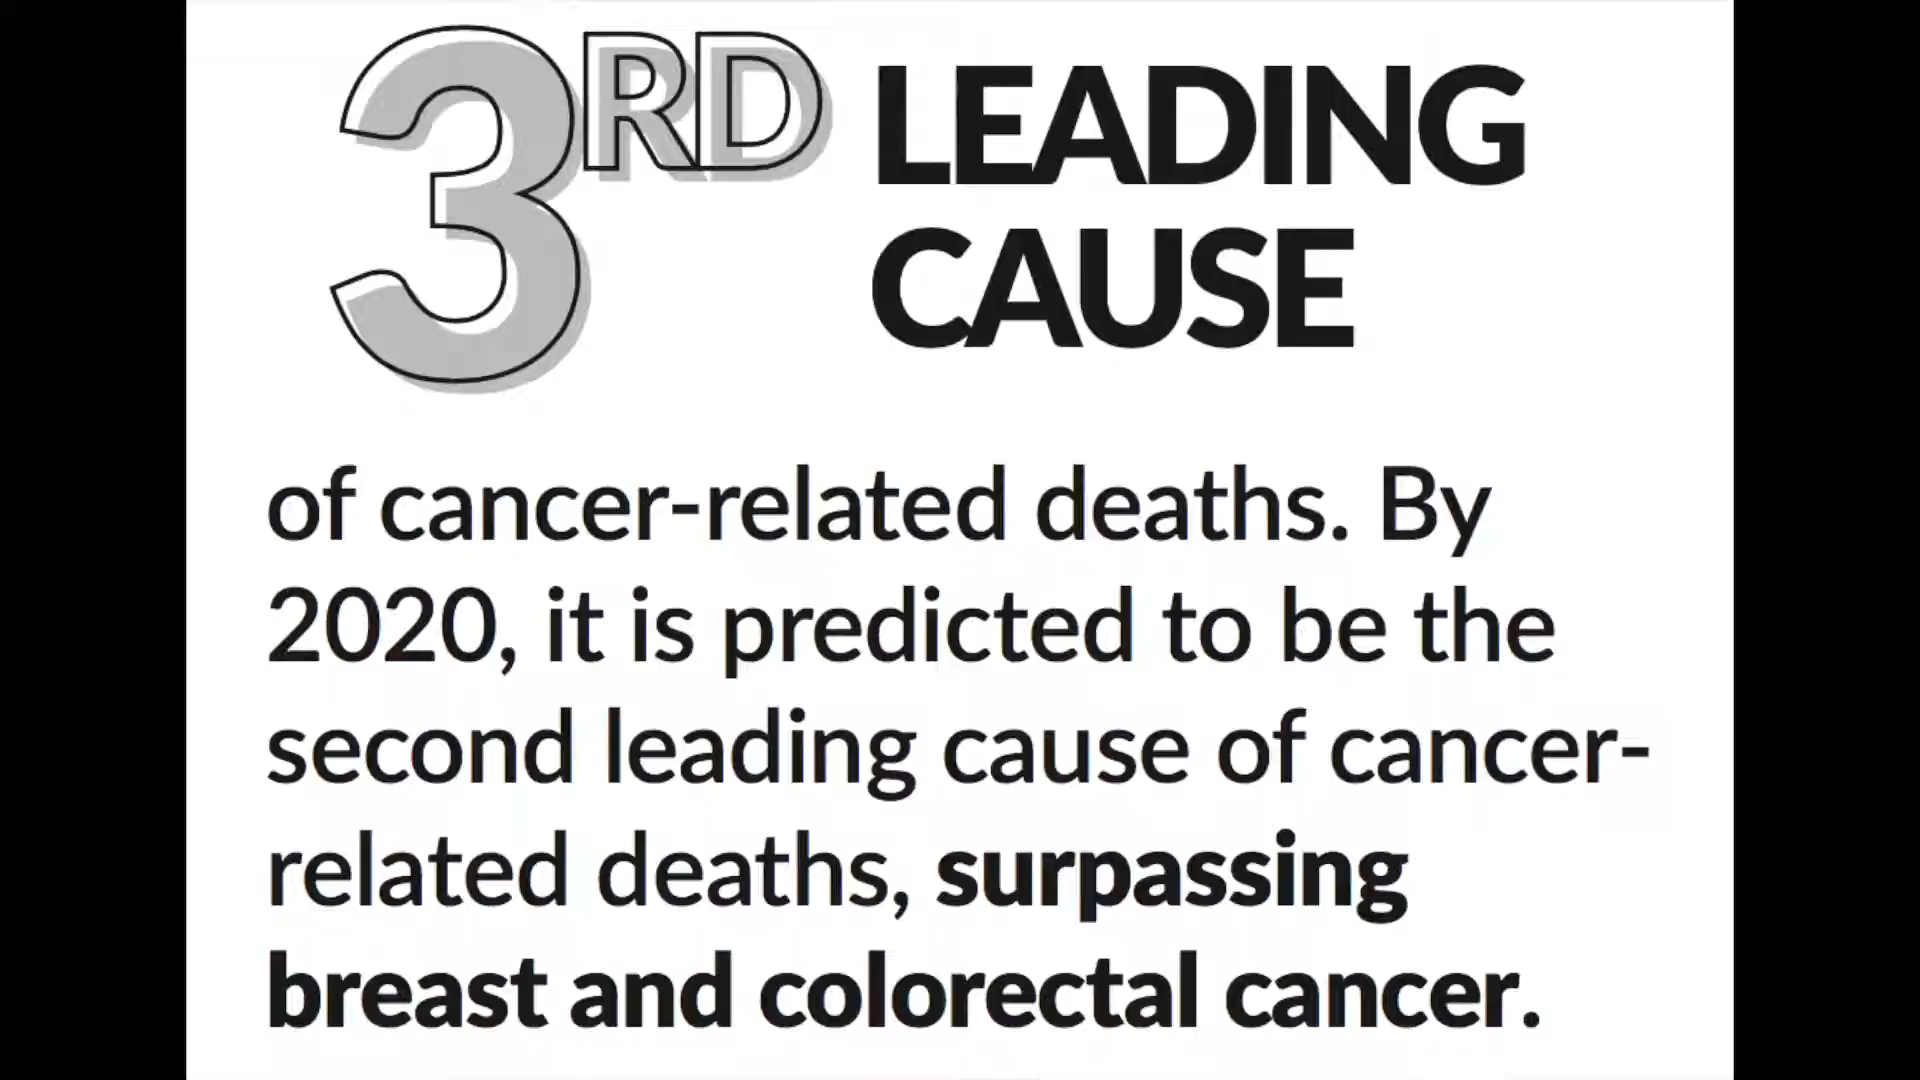 3RD LEADING
CAUSE
of cancer-related deaths. By
2020, it is predicted to be the
second leading cause of cancer-
related deaths, surpassing
breast and colorectal cancer.